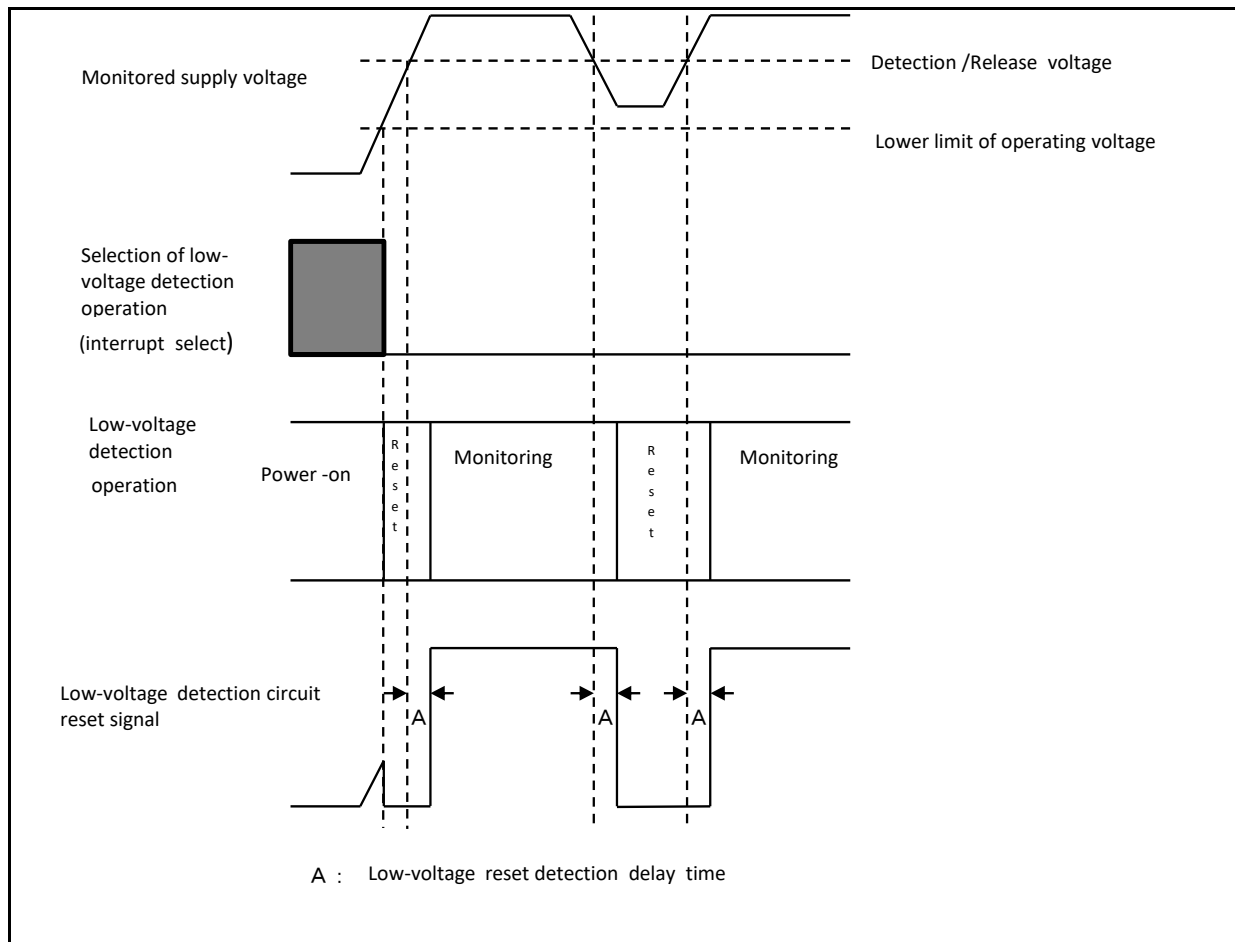 Monitored supply voltage
Detection /Release voltage
Lower limit of operating voltage
Selection of low-
voltage detection
operation
(interrupt select)
Low-voltage
detection
operation
Power -on
Reset
Monitoring
Reset
Monitoring
Low-voltage detection circuit
reset signal
A
A
A
A : Low-voltage reset detection delay time